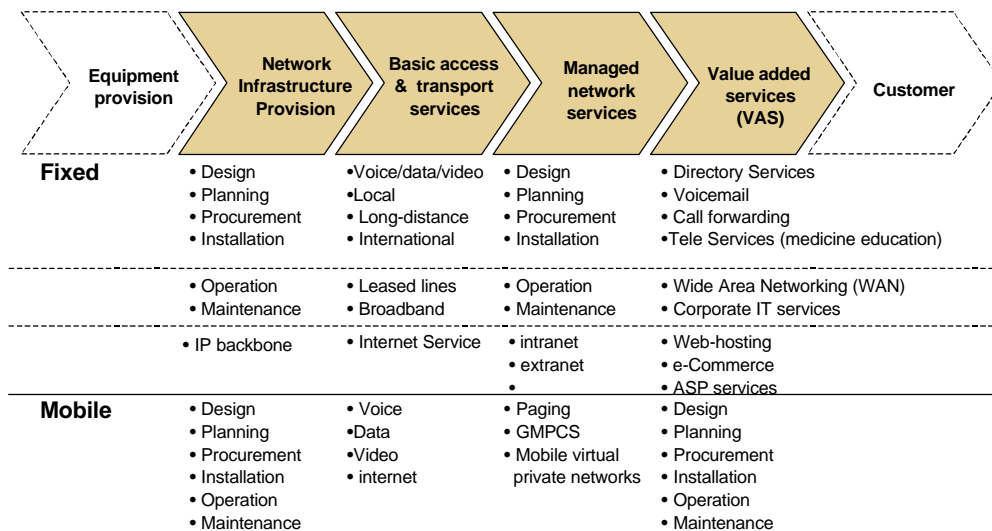 Equipment
provision
Network
Infrastructure
Provision
Basic access
& transport
services
Managed
network
services
Value added
services
(VAS)
Customer
Fixed
• Design
• Planning
• Procurement
• Installation
•Voice/data/video
•Local
• Long-distance
• International
• Design
• Planning
• Procurement
• Installation
• Directory Services
• Voicemail
• Call forwarding
•Tele Services (medicine education)
• Operation
• Maintenance
• Leased lines
• Broadband
• Operation
• Maintenance
• Wide Area Networking (WAN)
• Corporate IT services
• IP backbone
• Internet Service
• intranet
• extranet
•
• Web-hosting
• e-Commerce
• ASP services
Mobile
• Design
• Planning
• Procurement
• Installation
• Operation
• Maintenance
• Voice
•Data
•Video
• internet
• Paging
• GMPCS
• Mobile virtual
private networks
• Design
• Planning
• Procurement
• Installation
• Operation
• Maintenance